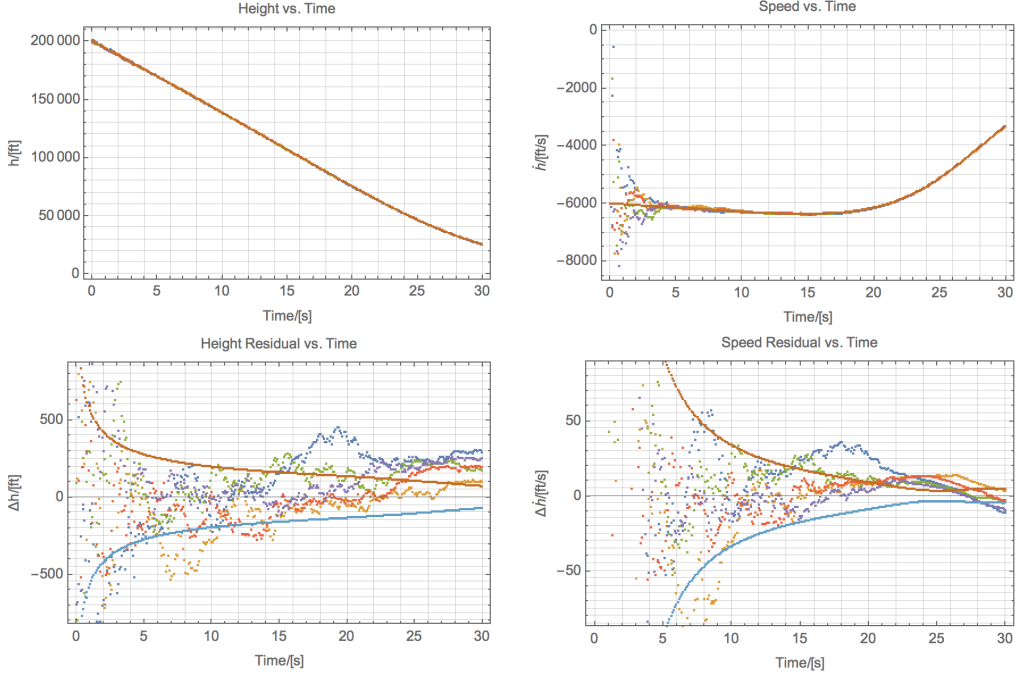 Height vs. Time
200 000
150 000
100 000
50 000
0
h/[ft]
0 5 10 15 20 25 30
Time/[s]
Speed vs. Time
0
−2000
−4000
−6000
−8000
ḣ/[ft/s]
0 5 10 15 20 25 30
Time/[s]
Height Residual vs. Time
500
0
−500
Δh/[ft]
0 5 10 15 20 25 30
Time/[s]
Speed Residual vs. Time
50
0
−50
Δḣ/[ft/s]
0 5 10 15 20 25 30
Time/[s]